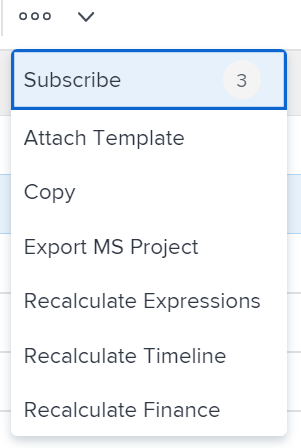 Subscribe 3
Attach Template
Copy
Export MS Project
Recalculate Expressions
Recalculate Timeline
Recalculate Finance